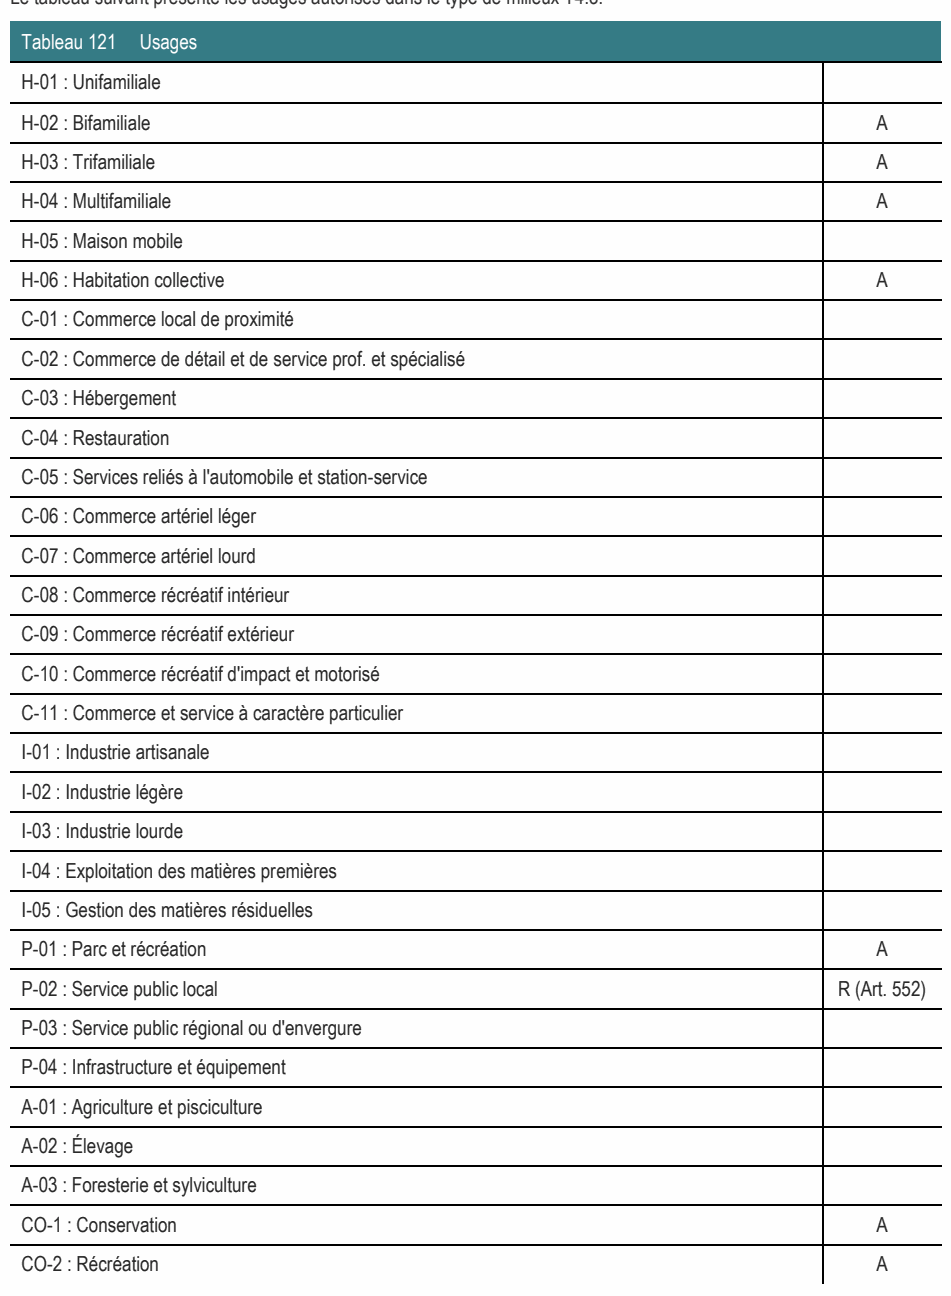 Le tableau suivant présente les usages autorisés dans le type de milieux T4.3.
Tableau 121 Usages
H-01 : Unifamiliale
H-02 : Bifamiliale A
H-03 : Trifamiliale A
H-04 : Multifamiliale A
H-05 : Maison mobile
H-06 : Habitation collective A
C-01 : Commerce local de proximité
C-02 : Commerce de détail et de service prof. et spécialisé
C-03 : Hébergement
C-04 : Restauration
C-05 : Services reliés à l'automobile et station-service
C-06 : Commerce artériel léger
C-07 : Commerce artériel lourd
C-08 : Commerce récréatif intérieur
C-09 : Commerce récréatif extérieur
C-10 : Commerce récréatif d'impact et motorisé
C-11 : Commerce et service à caractère particulier
I-01 : Industrie artisanale
I-02 : Industrie légère
I-03 : Industrie lourde
I-04 : Exploitation des matières premières
I-05 : Gestion des matières résiduelles
P-01 : Parc et récréation A
P-02 : Service public local R (Art. 552)
P-03 : Service public régional ou d'envergure
P-04 : Infrastructure et équipement
A-01 : Agriculture et pisciculture
A-02 : Élevage
A-03 : Foresterie et sylviculture
CO-1 : Conservation A
CO-2 : Récréation A